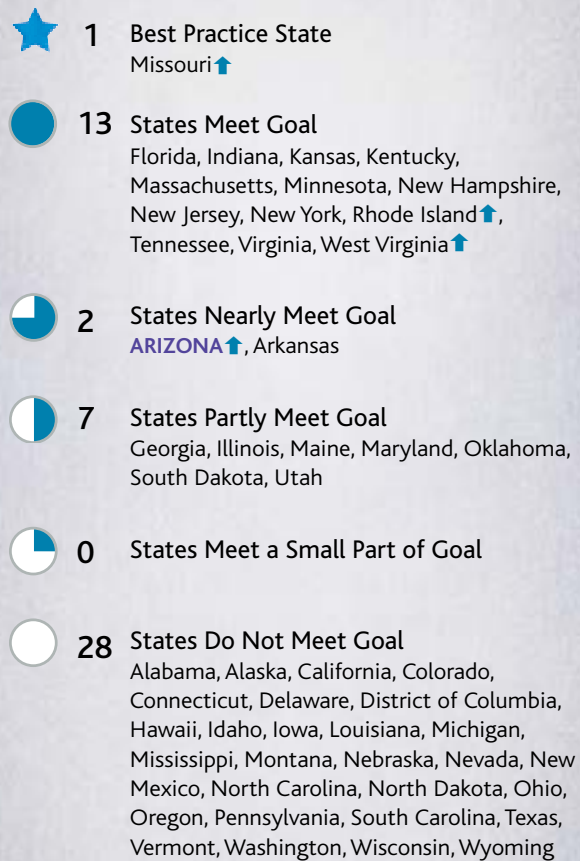 1 Best Practice State
Missouri⬆
13 States Meet Goal
Florida, Indiana, Kansas, Kentucky,
Massachusetts, Minnesota, New Hampshire,
New Jersey, New York, Rhode Island⬆,
Tennessee, Virginia, West Virginia⬆
2 States Nearly Meet Goal
ARIZONA⬆, Arkansas
7 States Partly Meet Goal
Georgia, Illinois, Maine, Maryland, Oklahoma,
South Dakota, Utah
0 States Meet a Small Part of Goal
28 States Do Not Meet Goal
Alabama, Alaska, California, Colorado,
Connecticut, Delaware, District of Columbia,
Hawaii, Idaho, Iowa, Louisiana, Michigan,
Mississippi, Montana, Nebraska, Nevada, New
Mexico, North Carolina, North Dakota, Ohio,
Oregon, Pennsylvania, South Carolina, Texas,
Vermont, Washington, Wisconsin, Wyoming